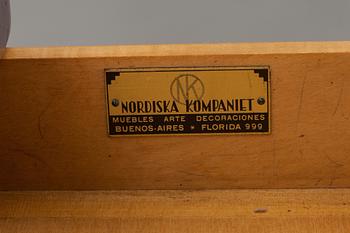 NK
NORDISKA KOMPANIET
MUEBLES ARTE DECORACIONES
BUENOS-AIRES * FLORIDA 999